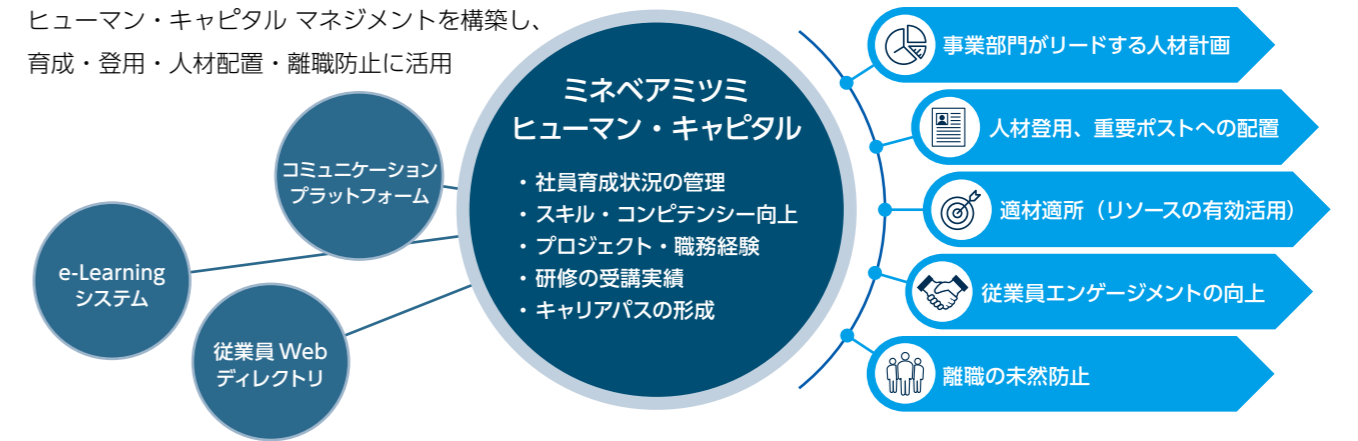 ヒューマン・キャピタル マネジメントを構築し、
育成・登用・人材配置・離職防止に活用
コミュニケーション
プラットフォーム
e-Learning
システム
従業員 Web
ディレクトリ
ミネベアミツミ
ヒューマン・キャピタル
・社員育成状況の管理
・スキル・コンピテンシー向上
・プロジェクト・職務経験
・研修の受講実績
・キャリアパスの形成
事業部門がリードする人材計画
人材登用、重要ポストへの配置
適材適所（リソースの有効活用）
従業員エンゲージメントの向上
離職の未然防止